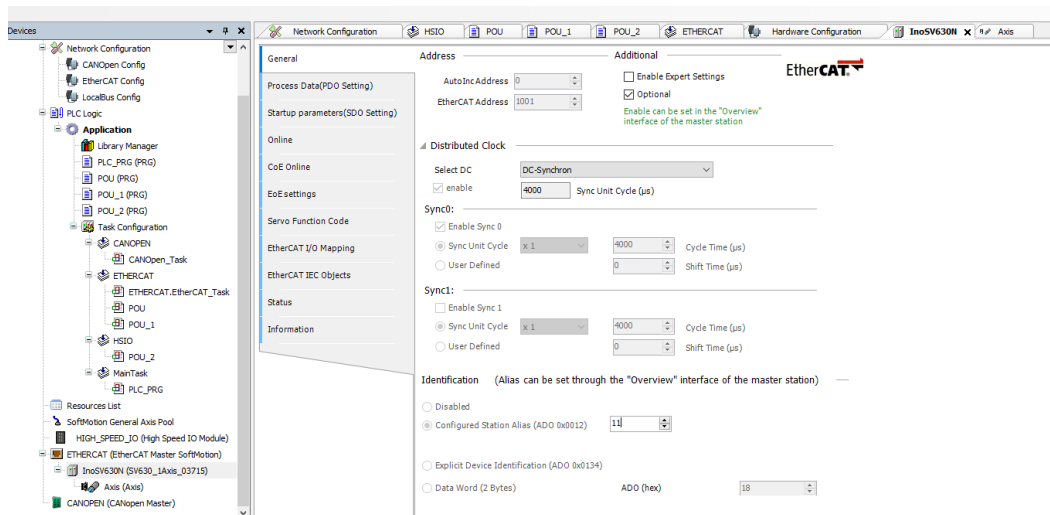 Devices
Network Configuration
CANOpen Config
EtherCAT Config
LocalBus Config
PLC Logic
Application
Library Manager
PLC_PRG (PRG)
POU (PRG)
POU_1 (PRG)
POU_2 (PRG)
Task Configuration
CANOPEN
CANOpen_Task
ETHERCAT
ETHERCAT.EtherCAT_Task
POU
POU_1
HSIO
POU_2
MainTask
PLC_PRG
Resources List
SoftMotion General Axis Pool
HIGH_SPEED_IO (High Speed IO Module)
ETHERCAT (EtherCAT Master SoftMotion)
InoSV630N (SV630_1Axis_03715)
Axis (Axis)
CANOPEN (CANopen Master)
Network Configuration HSIO POU POU_1 POU_2 ETHERCAT Hardware Configuration InoSV630N Axis
General
Process Data(PDO Setting)
Startup parameters(SDO Setting)
Online
CoE Online
EoE settings
Servo Function Code
EtherCAT I/O Mapping
EtherCAT IEC Objects
Status
Information
Address
AutoInc Address 0
EtherCAT Address 1001
Additional
Enable Expert Settings
Optional
Enable can be set in the "Overview"
interface of the master station
EtherCAT.
Distributed Clock
Select DC DC-Synchron
enable 4000 Sync Unit Cycle (μs)
Sync0:
Enable Sync 0
Sync Unit Cycle x 1 4000 Cycle Time (μs)
User Defined 0 Shift Time (μs)
Sync1:
Enable Sync 1
Sync Unit Cycle x 1 4000 Cycle Time (μs)
User Defined 0 Shift Time (μs)
Identification (Alias can be set through the "Overview" interface of the master station)
Disabled
Configured Station Alias (ADO 0x0012) 11
Explicit Device Identification (ADO 0x0134)
Data Word (2 Bytes) ADO (hex) 18